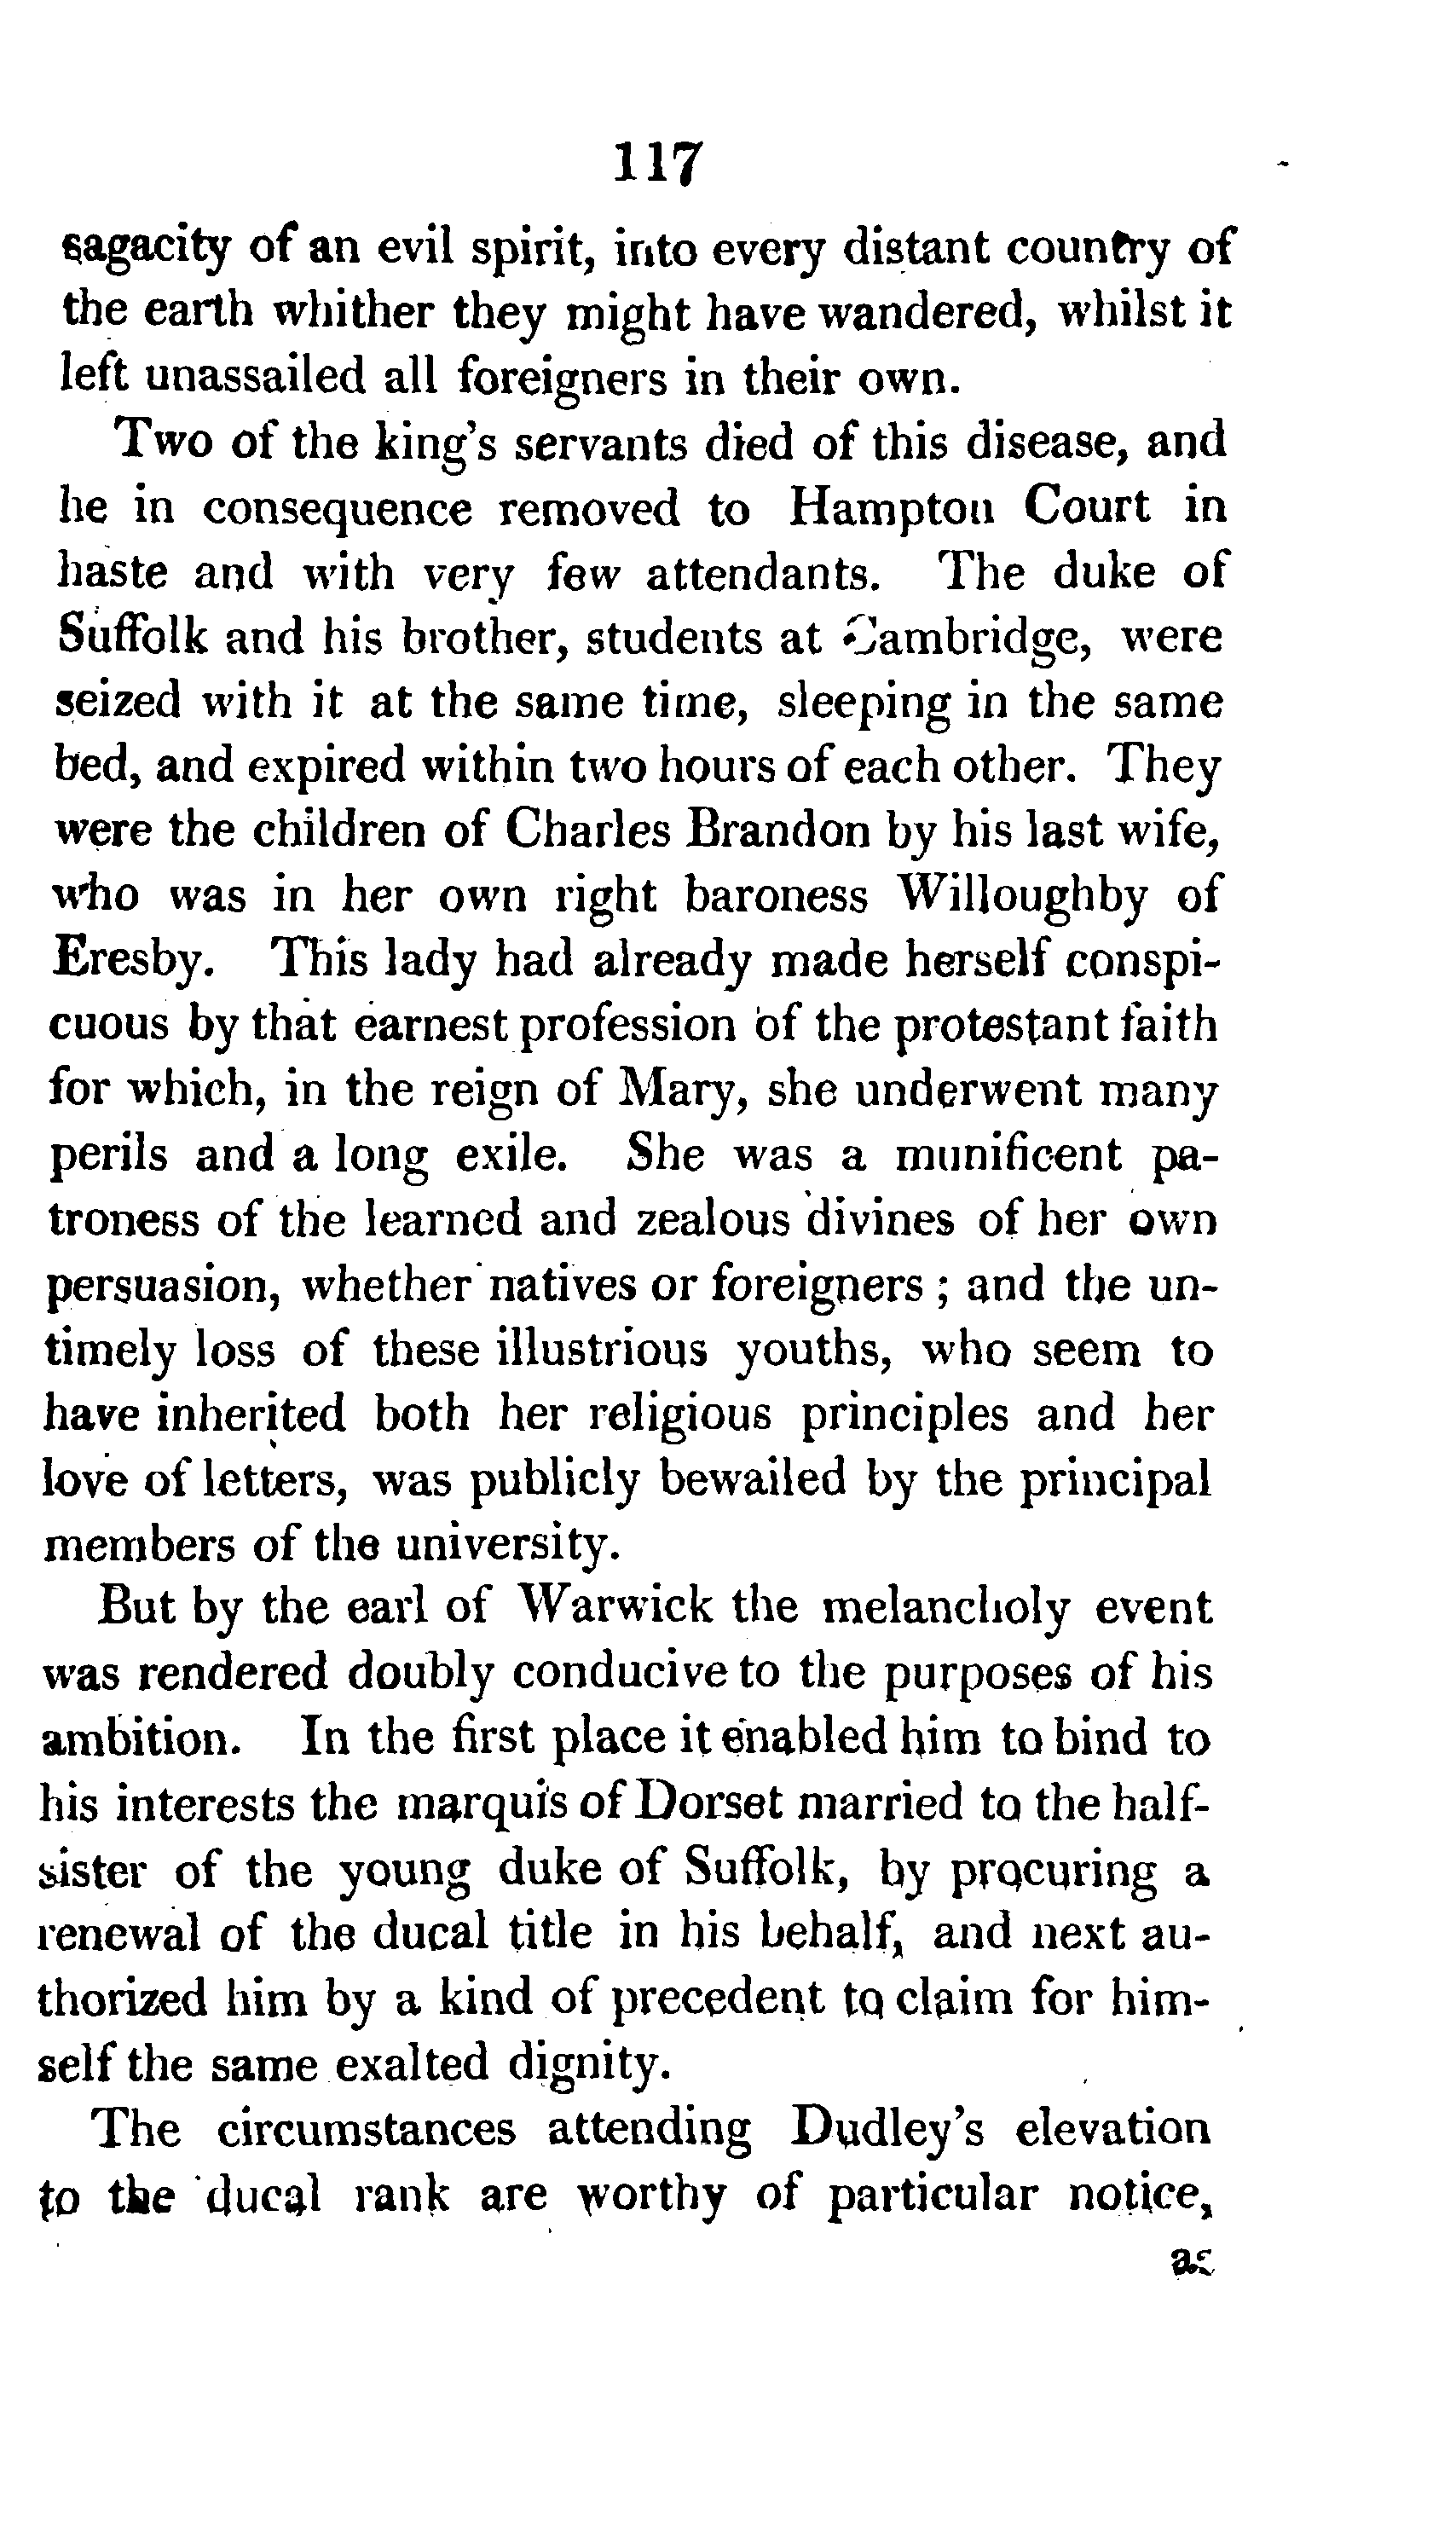 117
sagacity of an evil spirit, into every distant country of
the earth whither they might have wandered, whilst it
left unassailed all foreigners in their own.
Two of the king's servants died of this disease, and
he in consequence removed to Hampton Court in
haste and with very few attendants. The duke of
Suffolk and his brother, students at Cambridge, were
seized with it at the same time, sleeping in the same
bed, and expired within two hours of each other. They
were the children of Charles Brandon by his last wife,
who was in her own right baroness Willoughby of
Eresby. This lady had already made herself conspi-
cuous by that earnest profession of the protestant faith
for which, in the reign of Mary, she underwent many
perils and a long exile. She was a munificent pa-
troness of the learned and zealous divines of her own
persuasion, whether natives or foreigners ; and the un-
timely loss of these illustrious youths, who seem to
have inherited both her religious principles and her
love of letters, was publicly bewailed by the principal
members of the university.
But by the earl of Warwick the melancholy event
was rendered doubly conducive to the purposes of his
ambition. In the first place it enabled him to bind to
his interests the marquis of Dorset married to the half-
sister of the young duke of Suffolk, by procuring a
renewal of the ducal title in his behalf, and next au-
thorized him by a kind of precedent to claim for him-
self the same exalted dignity.
The circumstances attending Dudley's elevation
to the ducal rank are worthy of particular notice,
as